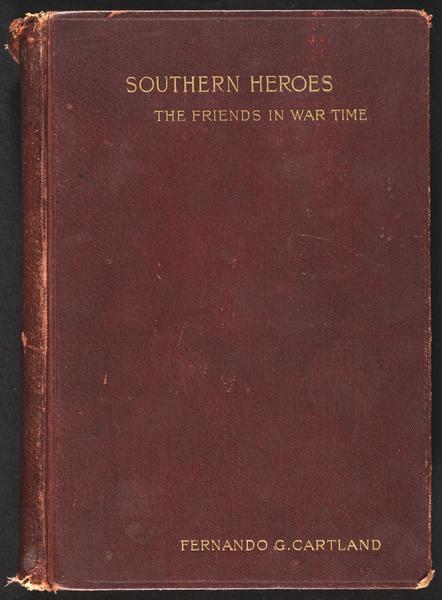 SOUTHERN HEROES
THE FRIENDS IN WAR TIME
FERNANDO G. CARTLAND